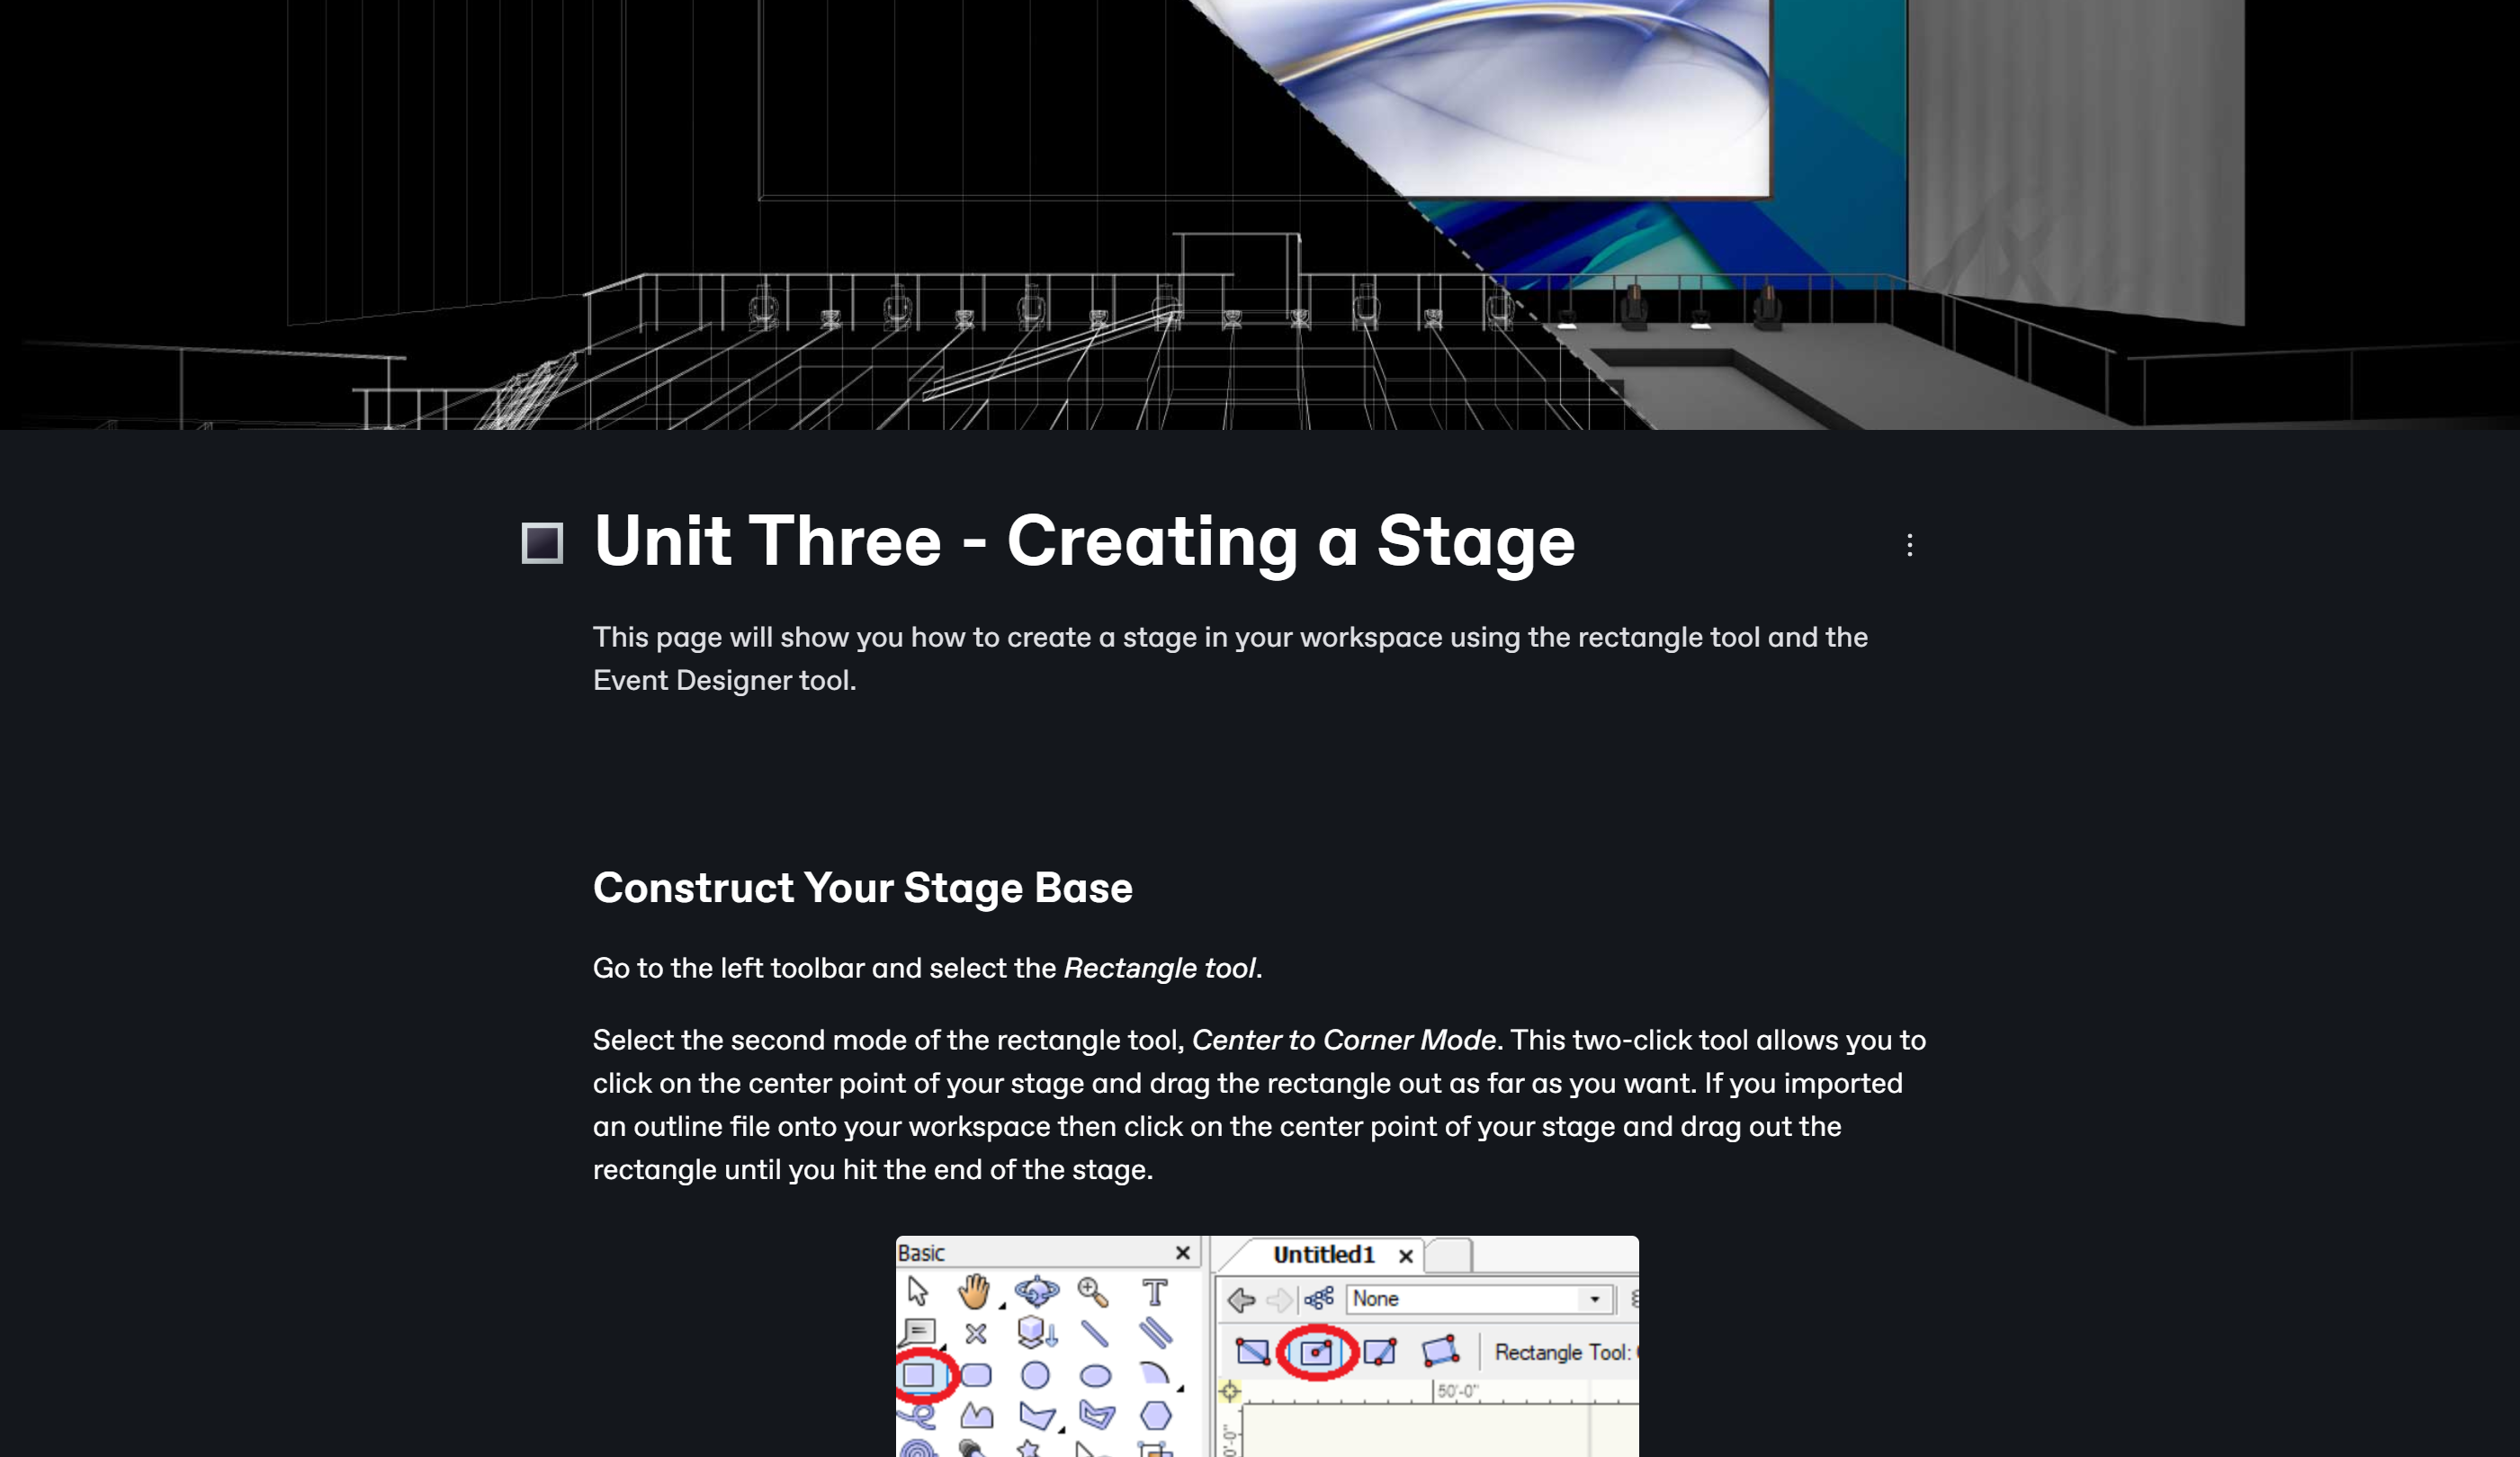 Unit Three - Creating a Stage
This page will show you how to create a stage in your workspace using the rectangle tool and the
Event Designer tool.
Construct Your Stage Base
Go to the left toolbar and select the Rectangle tool.
Select the second mode of the rectangle tool, Center to Corner Mode. This two-click tool allows you to
click on the center point of your stage and drag the rectangle out as far as you want. If you imported
an outline file onto your workspace then click on the center point of your stage and drag out the
rectangle until you hit the end of the stage.
Basic
Untitled1
None
Rectangle Tool:
50'-0"